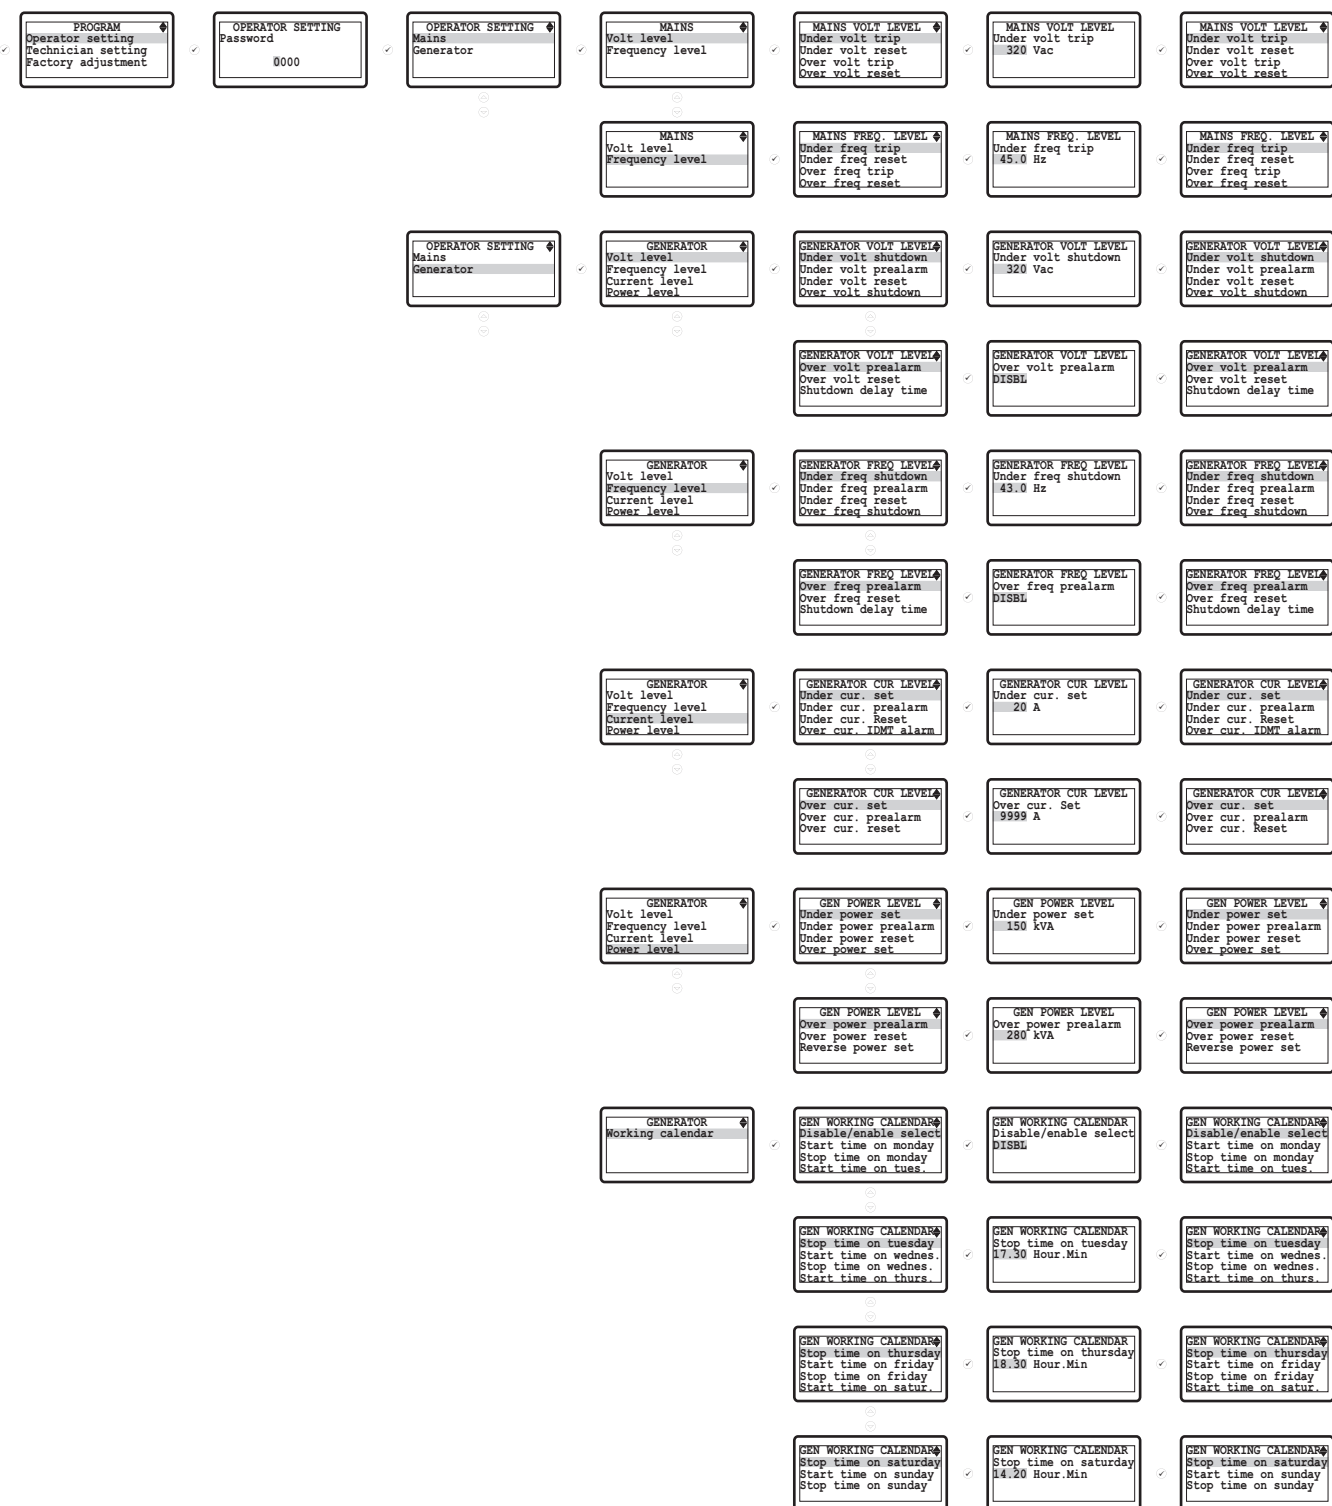 PROGRAM
Operator setting
Technician setting
Factory adjustment
OPERATOR SETTING
Password
0000
OPERATOR SETTING
Mains
Generator
MAINS
Volt level
Frequency level
MAINS VOLT LEVEL
Under volt trip
Under volt reset
Over volt trip
Over volt reset
MAINS VOLT LEVEL
Under volt trip
320 Vac
MAINS VOLT LEVEL
Under volt trip
Under volt reset
Over volt trip
Over volt reset
MAINS
Volt level
Frequency level
MAINS FREQ. LEVEL
Under freq trip
Under freq reset
Over freq trip
Over freq reset
MAINS FREQ. LEVEL
Under freq trip
45.0 Hz
MAINS FREQ. LEVEL
Under freq trip
Under freq reset
Over freq trip
Over freq reset
OPERATOR SETTING
Mains
Generator
GENERATOR
Volt level
Frequency level
Current level
Power level
GENERATOR VOLT LEVEL
Under volt shutdown
Under volt prealarm
Under volt reset
Over volt shutdown
GENERATOR VOLT LEVEL
Under volt shutdown
320 Vac
GENERATOR VOLT LEVEL
Under volt shutdown
Under volt prealarm
Under volt reset
Over volt shutdown
GENERATOR VOLT LEVEL
Over volt prealarm
Over volt reset
Shutdown delay time
GENERATOR VOLT LEVEL
Over volt prealarm
DISBL
GENERATOR VOLT LEVEL
Over volt prealarm
Over volt reset
Shutdown delay time
GENERATOR
Volt level
Frequency level
Current level
Power level
GENERATOR FREQ LEVEL
Under freq shutdown
Under freq prealarm
Under freq reset
Over freq shutdown
GENERATOR FREQ LEVEL
Under freq shutdown
43.0 Hz
GENERATOR FREQ LEVEL
Under freq shutdown
Under freq prealarm
Under freq reset
Over freq shutdown
GENERATOR FREQ LEVEL
Over freq prealarm
Over freq reset
Shutdown delay time
GENERATOR FREQ LEVEL
Over freq prealarm
DISBL
GENERATOR FREQ LEVEL
Over freq prealarm
Over freq reset
Shutdown delay time
GENERATOR
Volt level
Frequency level
Current level
Power level
GENERATOR CUR LEVEL
Under cur. set
Under cur. prealarm
Under cur. Reset
Over cur. IDMT alarm
GENERATOR CUR LEVEL
Under cur. set
20 A
GENERATOR CUR LEVEL
Under cur. set
Under cur. prealarm
Under cur. Reset
Over cur. IDMT alarm
GENERATOR CUR LEVEL
Over cur. set
Over cur. prealarm
Over cur. reset
GENERATOR CUR LEVEL
Over cur. Set
9999 A
GENERATOR CUR LEVEL
Over cur. set
Over cur. prealarm
Over cur. Reset
GENERATOR
Volt level
Frequency level
Current level
Power level
GEN POWER LEVEL
Under power set
Under power prealarm
Under power reset
Over power set
GEN POWER LEVEL
Under power set
150 kVA
GEN POWER LEVEL
Under power set
Under power prealarm
Under power reset
Over power set
GEN POWER LEVEL
Over power prealarm
Over power reset
Reverse power set
GEN POWER LEVEL
Over power prealarm
280 kVA
GEN POWER LEVEL
Over power prealarm
Over power reset
Reverse power set
GENERATOR
Working calendar
GEN WORKING CALENDAR
Disable/enable select
Start time on monday
Stop time on monday
Start time on tues.
GEN WORKING CALENDAR
Disable/enable select
DISBL
GEN WORKING CALENDAR
Disable/enable select
Start time on monday
Stop time on monday
Start time on tues.
GEN WORKING CALENDAR
Stop time on tuesday
Start time on wednes.
Stop time on wednes.
Start time on thurs.
GEN WORKING CALENDAR
Stop time on tuesday
17.30 Hour.Min
GEN WORKING CALENDAR
Stop time on tuesday
Start time on wednes.
Stop time on wednes.
Start time on thurs.
GEN WORKING CALENDAR
Stop time on thursday
Start time on friday
Stop time on friday
Start time on satur.
GEN WORKING CALENDAR
Stop time on thursday
18.30 Hour.Min
GEN WORKING CALENDAR
Stop time on thursday
Start time on friday
Stop time on friday
Start time on satur.
GEN WORKING CALENDAR
Stop time on saturday
Start time on sunday
Stop time on sunday
GEN WORKING CALENDAR
Stop time on saturday
14.20 Hour.Min
GEN WORKING CALENDAR
Stop time on saturday
Start time on sunday
Stop time on sunday